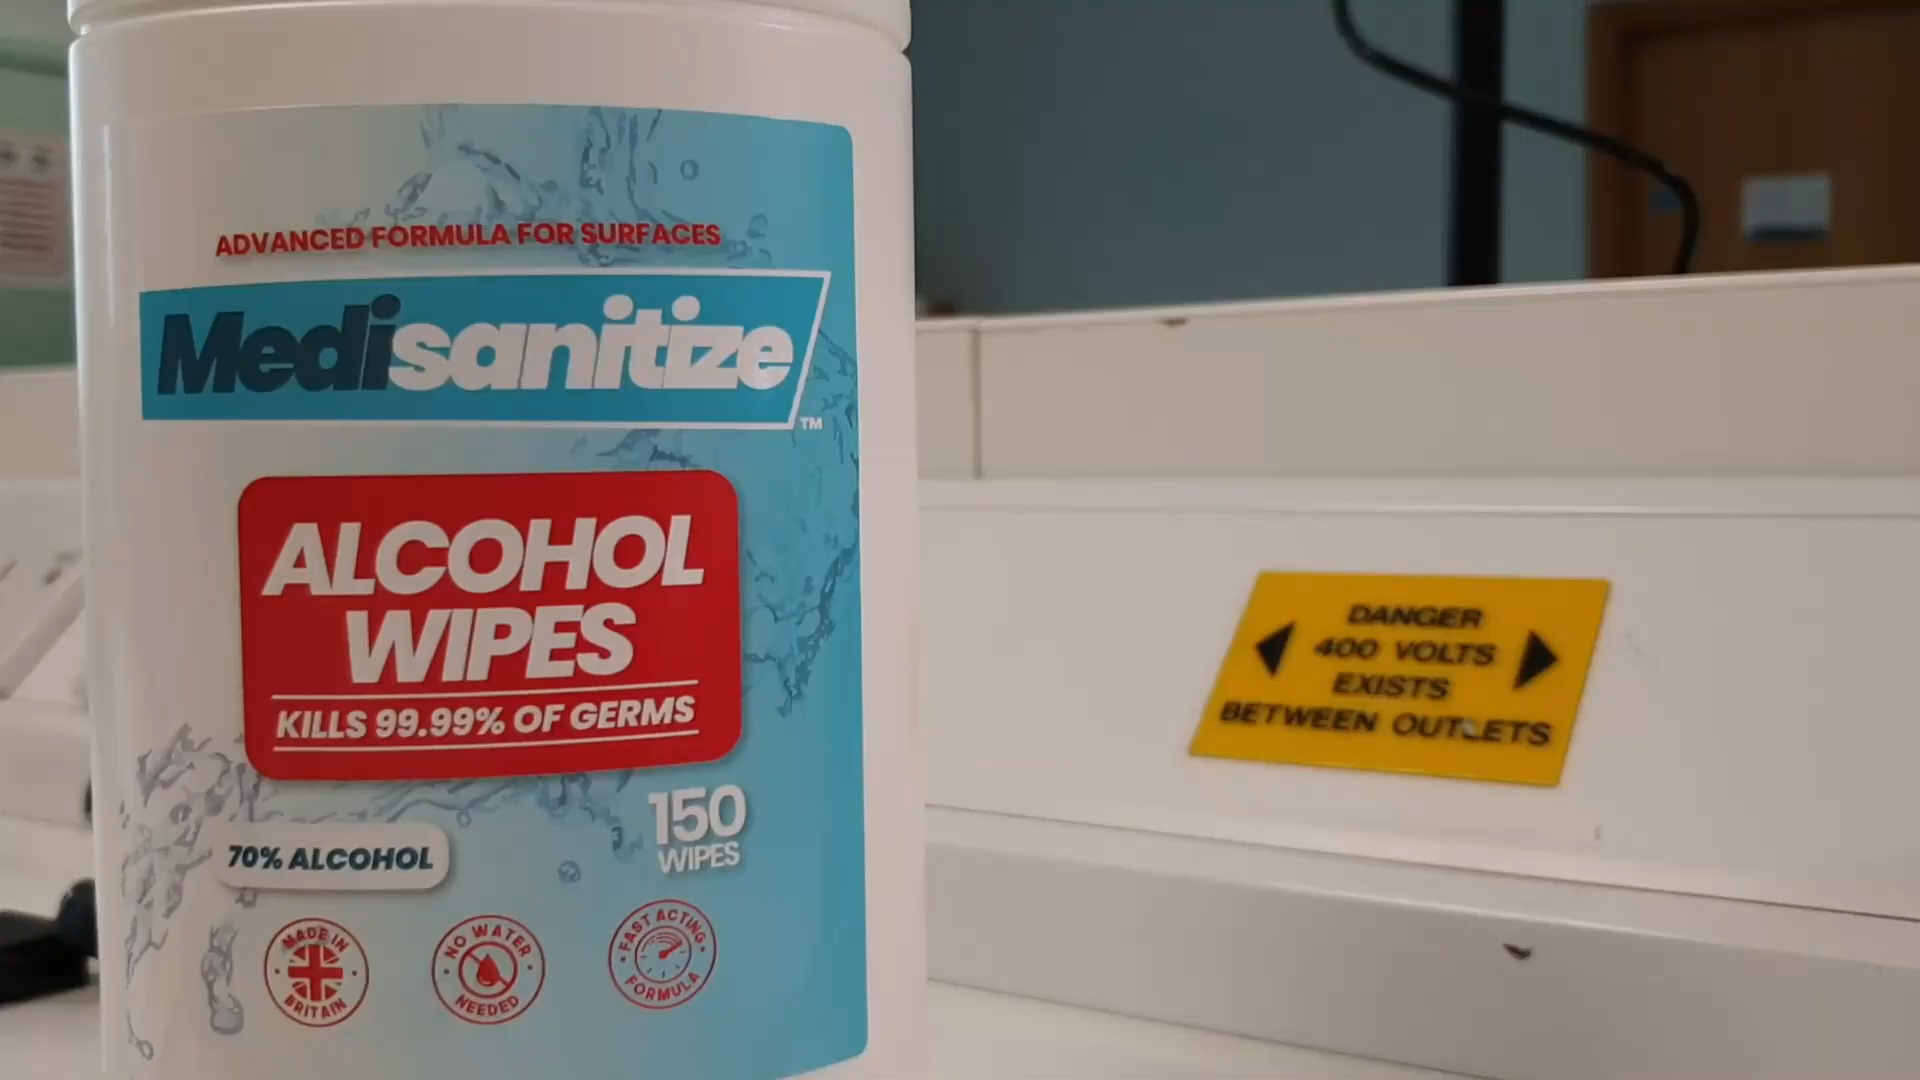 ADVANCED FORMULA FOR SURFACES
Medisanitize
TM
ALCOHOL
WIPES
KILLS 99.99% OF GERMS
150
WIPES
70% ALCOHOL
MADE IN
BRITAIN
NO WATER
NEEDED
FAST ACTING
FORMULA
DANGER
400 VOLTS
EXISTS
BETWEEN OUTLETS